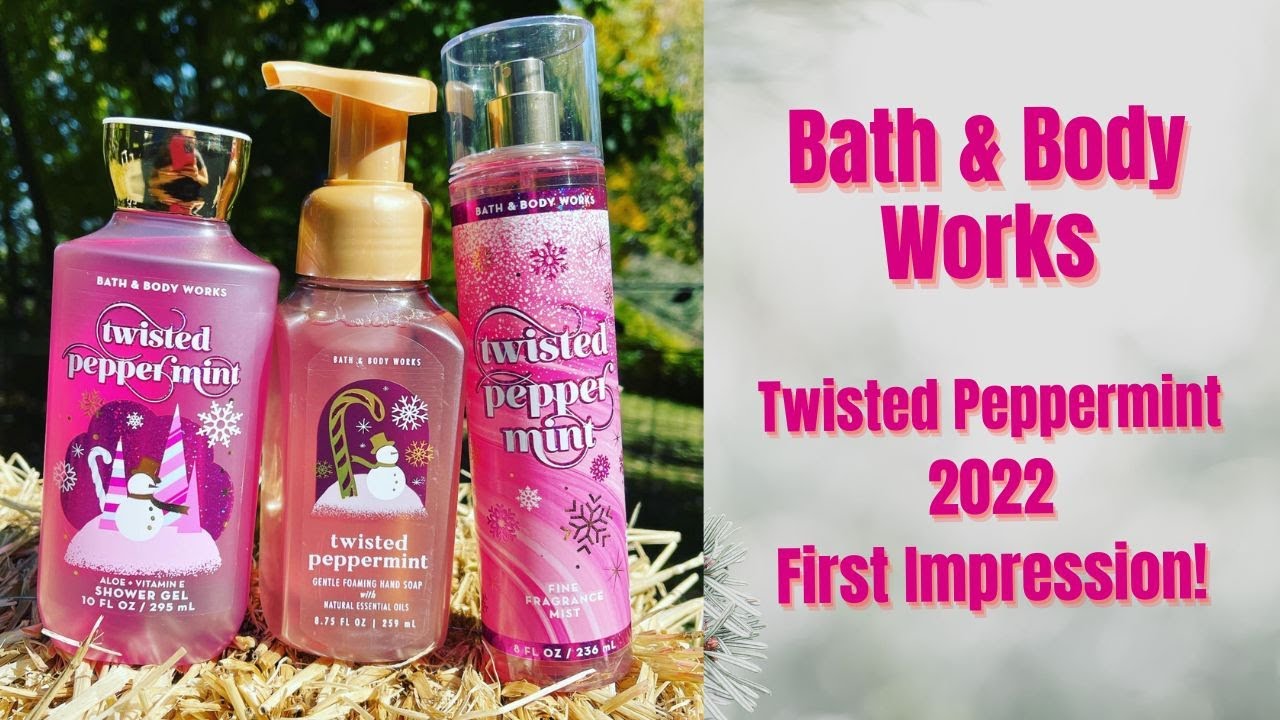 BATH & BODY WORKS
twisted
peppermint
ALOE + VITAMIN E
SHOWER GEL
10 FL OZ / 295 mL
BATH & BODY WORKS
twisted
peppermint
GENTLE FOAMING HAND SOAP
with
NATURAL ESSENTIAL OILS
8.75 FL OZ | 259 mL
BATH & BODY WORKS
twisted
pepper
mint
FINE
FRAGRANCE
MIST
8 FL OZ / 236 mL
Bath & Body
Works
Twisted Peppermint
2022
First Impression!